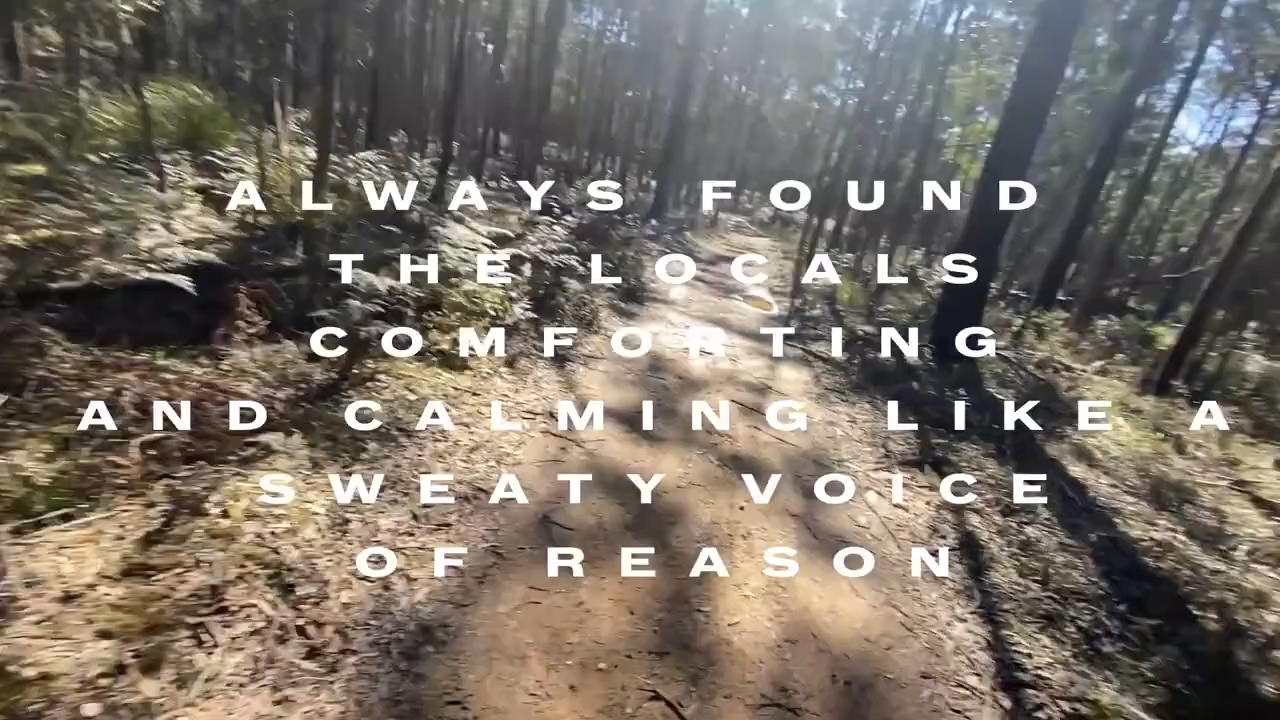 ALWAYS FOUND
THE LOCALS
COMFORTING
AND CALMING LIKE A
SWEATY VOICE
OF REASON